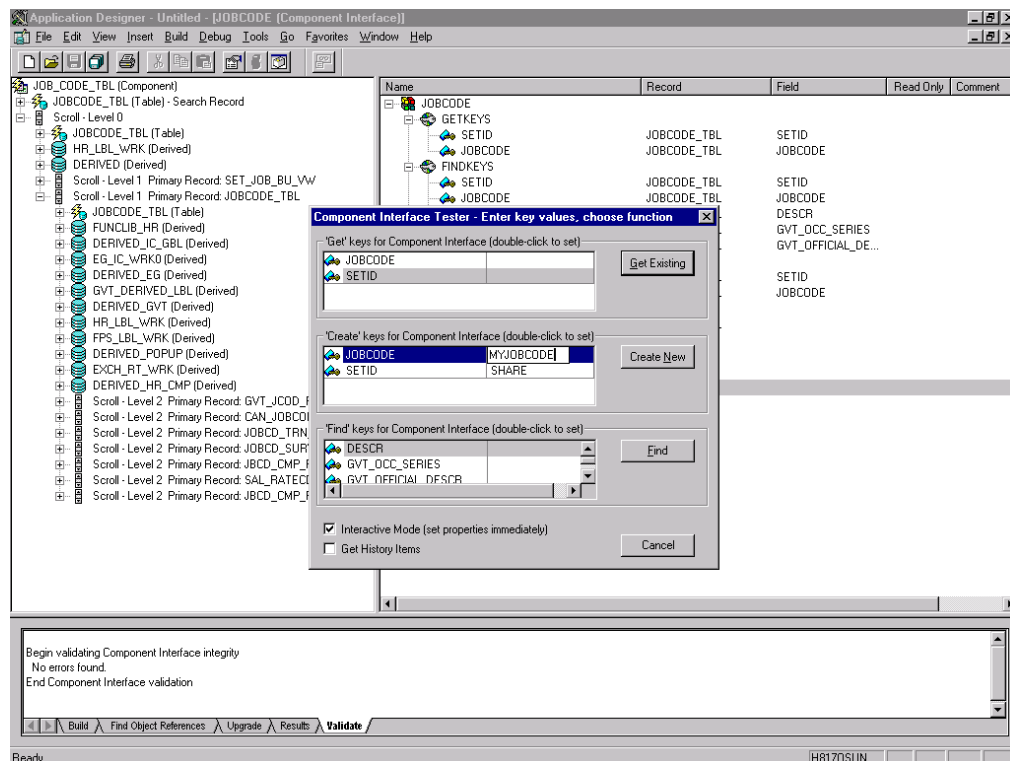 Application Designer - Untitled - [JOBCODE (Component Interface)]
File Edit View Insert Build Debug Tools Go Favorites Window Help
JOB_CODE_TBL (Component)
JOBCODE_TBL (Table) - Search Record
Scroll - Level 0
JOBCODE_TBL (Table)
HR_LBL_WRK (Derived)
DERIVED (Derived)
Scroll - Level 1 Primary Record: SET_JOB_BU_VW
Scroll - Level 1 Primary Record: JOBCODE_TBL
JOBCODE_TBL (Table)
FUNCLIB_HR (Derived)
DERIVED_IC_GBL (Derived)
EG_IC_WRK0 (Derived)
DERIVED_EG (Derived)
GVT_DERIVED_LBL (Derived)
DERIVED_GVT (Derived)
HR_LBL_WRK (Derived)
FPS_LBL_WRK (Derived)
DERIVED_POPUP (Derived)
EXCH_RT_WRK (Derived)
DERIVED_HR_CMP (Derived)
Scroll - Level 2 Primary Record: GVT_JCOD_
Scroll - Level 2 Primary Record: CAN_JOBCO
Scroll - Level 2 Primary Record: JOBCD_TRN_
Scroll - Level 2 Primary Record: JOBCD_SUR
Scroll - Level 2 Primary Record: JBCD_CMP_
Scroll - Level 2 Primary Record: SAL_RATEC
Scroll - Level 2 Primary Record: JBCD_CMP_
Name Record Field Read Only Comment
JOBCODE
GETKEYS
SETID JOBCODE_TBL SETID
JOBCODE JOBCODE_TBL JOBCODE
FINDKEYS
SETID JOBCODE_TBL SETID
JOBCODE JOBCODE_TBL JOBCODE
DESCR
GVT_OCC_SERIES
GVT_OFFICIAL_DE...
SETID
JOBCODE
Component Interface Tester - Enter key values, choose function
'Get' keys for Component Interface (double-click to set)
JOBCODE
SETID
Get Existing
'Create' keys for Component Interface (double-click to set)
JOBCODE MYJOBCODE
SETID SHARE
Create New
'Find' keys for Component Interface (double-click to set)
DESCR
GVT_OCC_SERIES
GVT_OFFICIAL_DESCR
Find
Interactive Mode (set properties immediately)
Get History Items
Cancel
Begin validating Component Interface integrity
No errors found.
End Component Interface validation
Build Find Object References Upgrade Results Validate
Ready H8170SUN